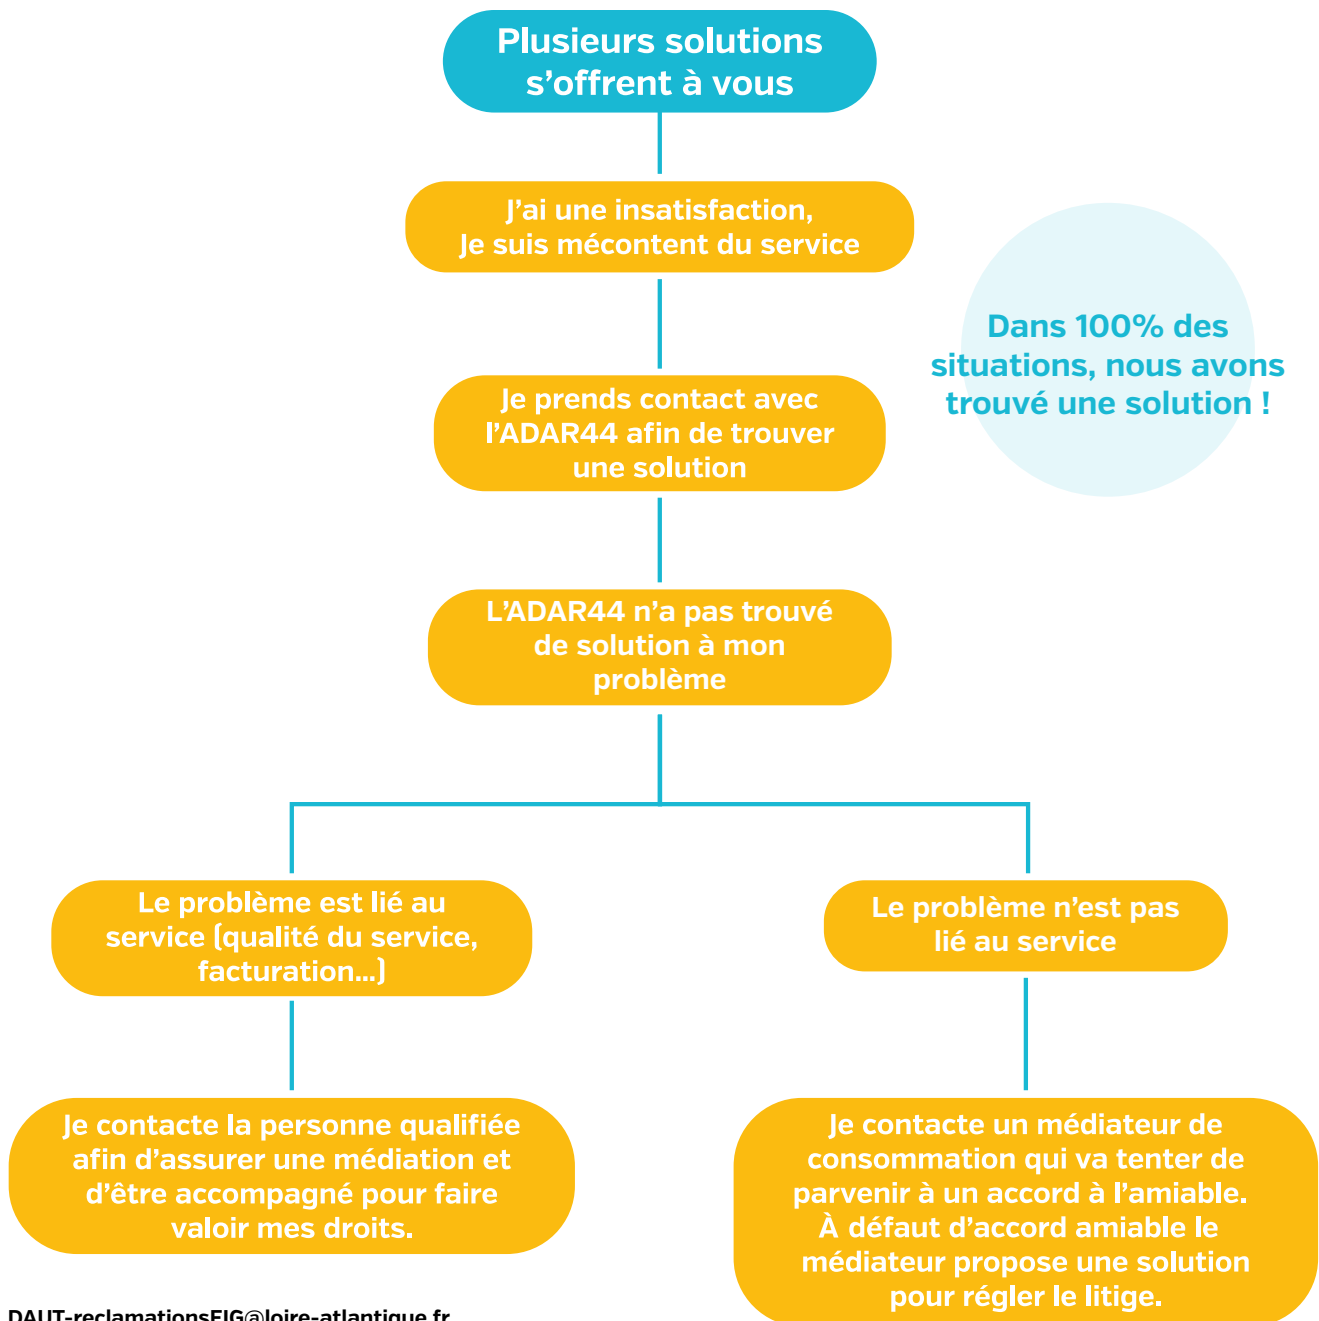 Plusieurs solutions
s'offrent à vous
J'ai une insatisfaction,
Je suis mécontent du service
Dans 100% des
situations, nous avons
trouvé une solution !
Je prends contact avec
l'ADAR44 afin de trouver
une solution
L'ADAR44 n'a pas trouvé
de solution à mon
problème
Le problème est lié au
service (qualité du service,
facturation...)
Le problème n'est pas
lié au service
Je contacte la personne qualifiée
afin d'assurer une médiation et
d'être accompagné pour faire
valoir mes droits.
Je contacte un médiateur de
consommation qui va tenter de
parvenir à un accord à l'amiable.
À défaut d'accord amiable le
médiateur propose une solution
pour régler le litige.
DAUT-reclamationsEIG@loire-atlantique.fr